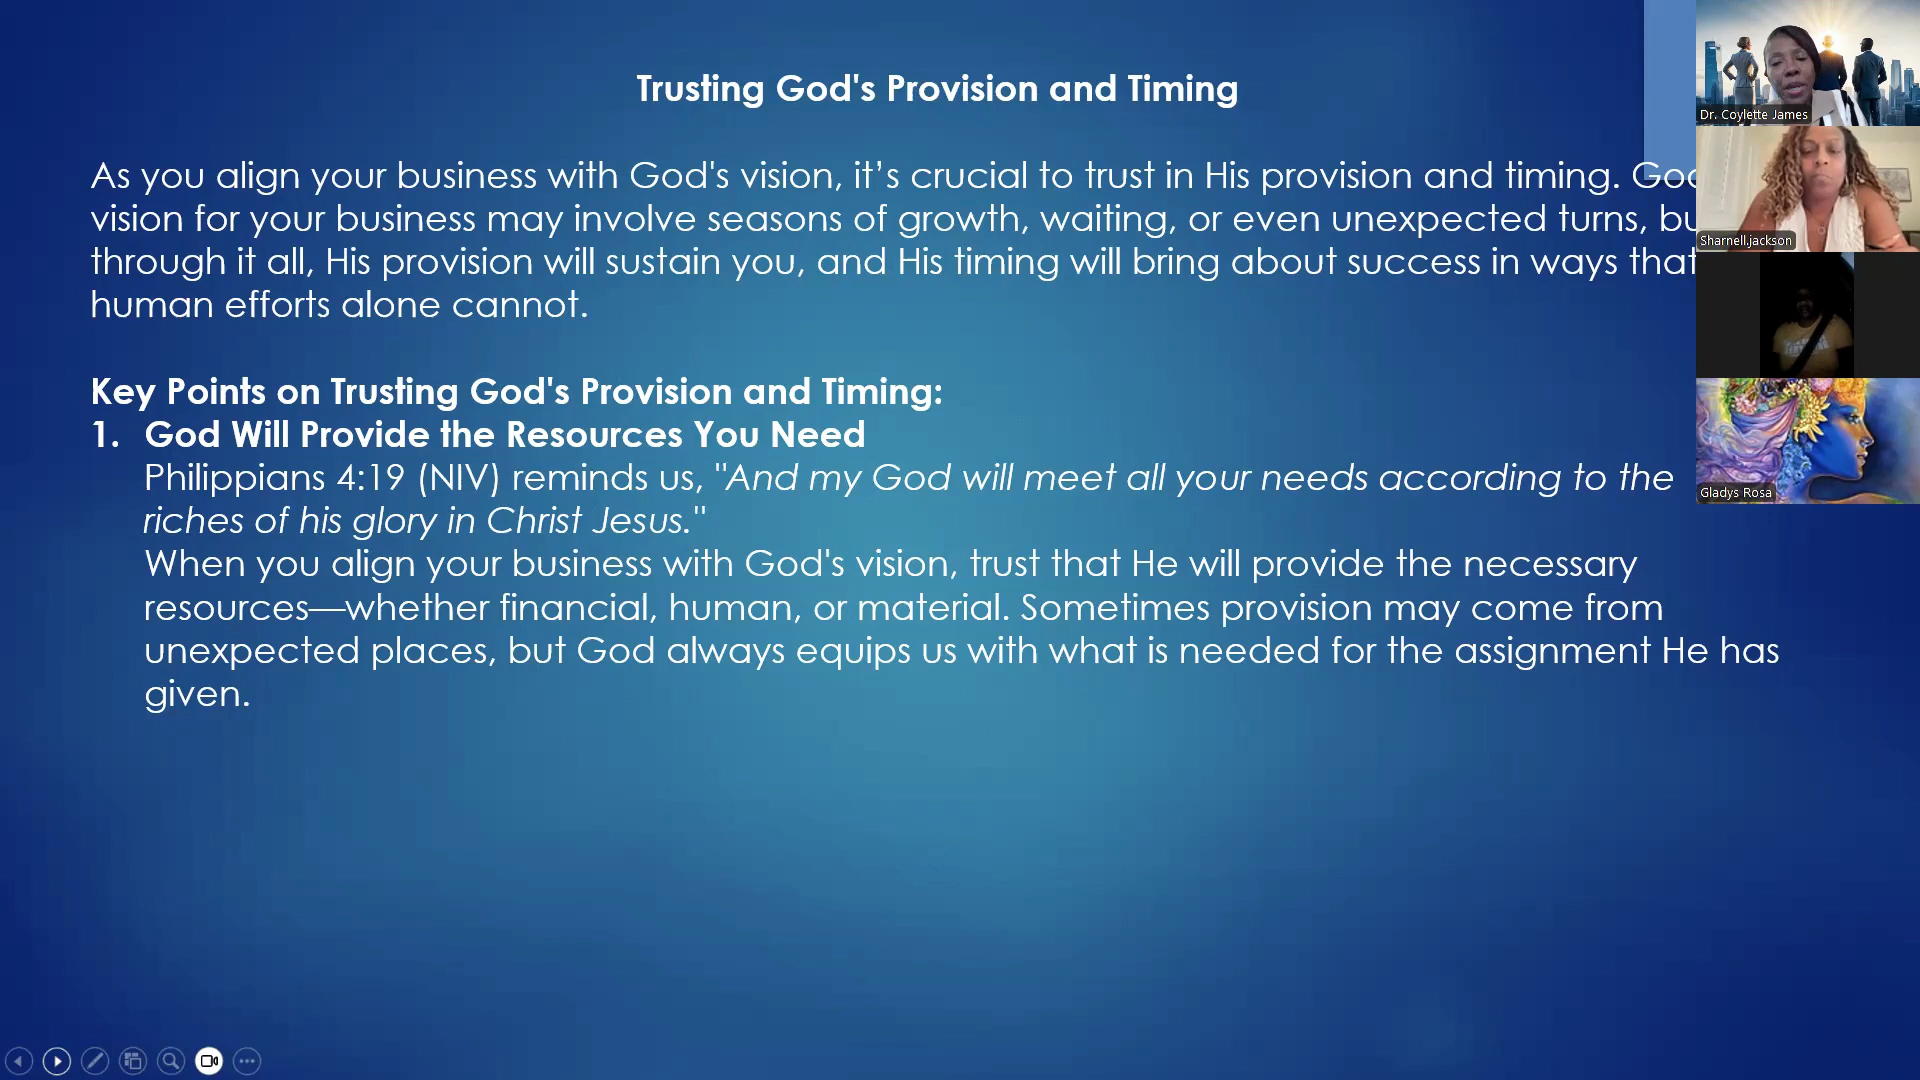 Trusting God's Provision and Timing
As you align your business with God's vision, it’s crucial to trust in His provision and timing.
vision for your business may involve seasons of growth, waiting, or even unexpected turns,
through it all, His provision will sustain you, and His timing will bring about success in ways that
human efforts alone cannot.
Key Points on Trusting God's Provision and Timing:
1. God Will Provide the Resources You Need
Philippians 4:19 (NIV) reminds us, "And my God will meet all your needs according to the
riches of his glory in Christ Jesus."
When you align your business with God's vision, trust that He will provide the necessary
resources—whether financial, human, or material. Sometimes provision may come from
unexpected places, but God always equips us with what is needed for the assignment He has
given.
Dr. Coylette James
Sharnell.jackson
Gladys Rosa